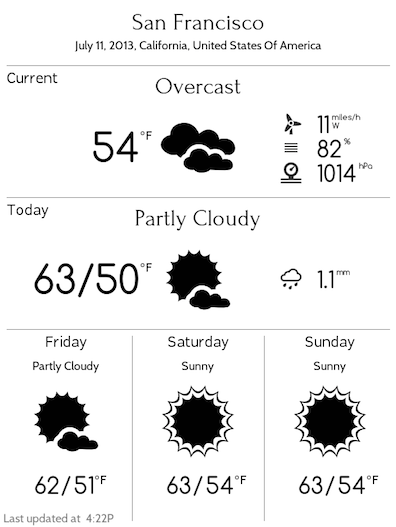 San Francisco
July 11, 2013, California, United States Of America
Current
Overcast
54°F
11 miles/h W
82%
1014 hPa
Today
Partly Cloudy
63/50°F
1.1 mm
Friday Saturday Sunday
Partly Cloudy Sunny Sunny
62/51°F 63/54°F 63/54°F
Last updated at 4:22P